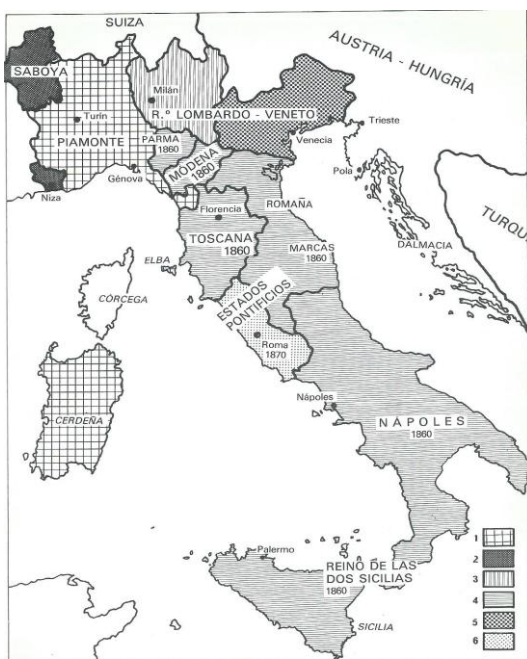 SUIZA
AUSTRIA - HUNGRÍA
SABOYA
Milán
R.º LOMBARDO - VENETO
Turín
PIAMONTE
Trieste
Venecia
PARMA
1860
MODENA
1860
Génova
Pola
Niza
ROMAÑA
TURQU
Florencia
TOSCANA
1860
MARCAS
1860
DALMACIA
ELBA
CÓRCEGA
ESTADOS
PONTIFICIOS
Roma
1870
Nápoles
CERDEÑA
NÁPOLES
1860
Palermo
REINO DE LAS
DOS SICILIAS
1860
SICILIA
1
2
3
4
5
6